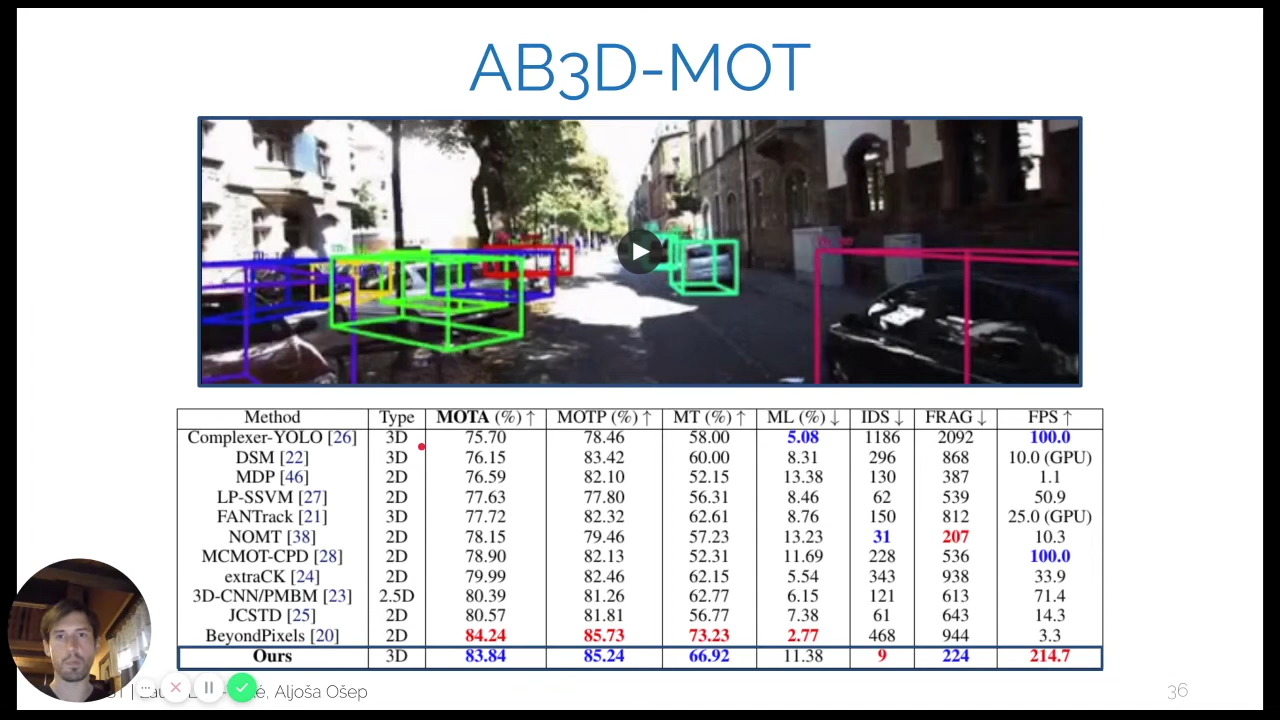 AB3D-MOT
Method Type MOTA (%) ↑ MOTP (%) ↑ MT (%) ↑ ML (%) ↓ IDS ↓ FRAG ↓ FPS ↑
Complexer-YOLO [26] 3D 75.70 78.46 58.00 5.08 1186 2092 100.0
DSM [22] 3D 76.15 83.42 60.00 8.31 296 868 10.0 (GPU)
MDP [46] 2D 76.59 82.10 52.15 13.38 130 387 1.1
LP-SSVM [27] 2D 77.63 77.80 56.31 8.46 62 539 50.9
FANTrack [21] 3D 77.72 82.32 62.61 8.76 150 812 25.0 (GPU)
NOMT [38] 2D 78.15 79.46 57.23 13.23 31 207 10.3
MCMOT-CPD [28] 2D 78.90 82.13 52.31 11.69 228 536 100.0
extraCK [24] 2D 79.99 82.46 62.15 5.54 343 938 33.9
3D-CNN/PMBM [23] 2.5D 80.39 81.26 62.77 6.15 121 613 71.4
JCSTD [25] 2D 80.57 81.81 56.77 7.38 61 643 14.3
BeyondPixels [20] 2D 84.24 85.73 73.23 2.77 468 944 3.3
Ours 3D 83.84 85.24 66.92 11.38 9 224 214.7
Aljoša Ošep
36